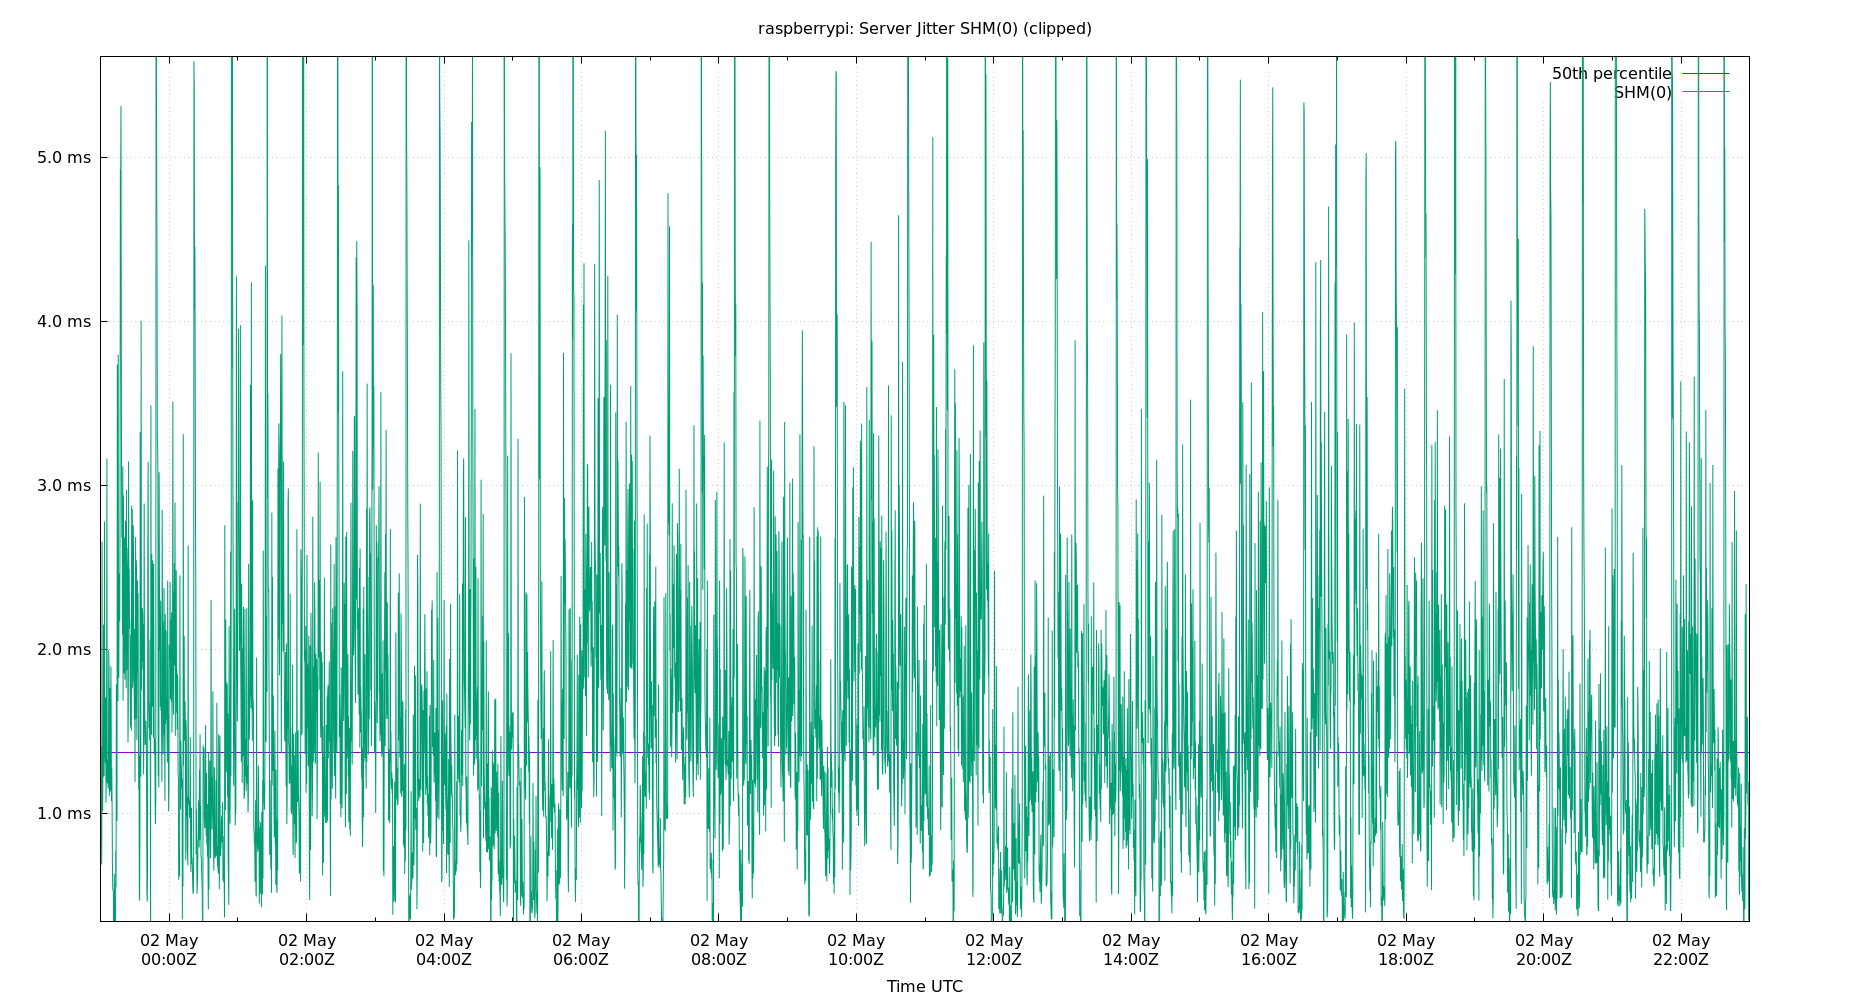 raspberrypi: Server Jitter SHM(0) (clipped)
50th percentile
SHM(0)
5.0 ms
4.0 ms
3.0 ms
2.0 ms
1.0 ms
02 May 02 May 02 May 02 May 02 May 02 May 02 May 02 May 02 May 02 May 02 May 02 May
00:00Z 02:00Z 04:00Z 06:00Z 08:00Z 10:00Z 12:00Z 14:00Z 16:00Z 18:00Z 20:00Z 22:00Z
Time UTC